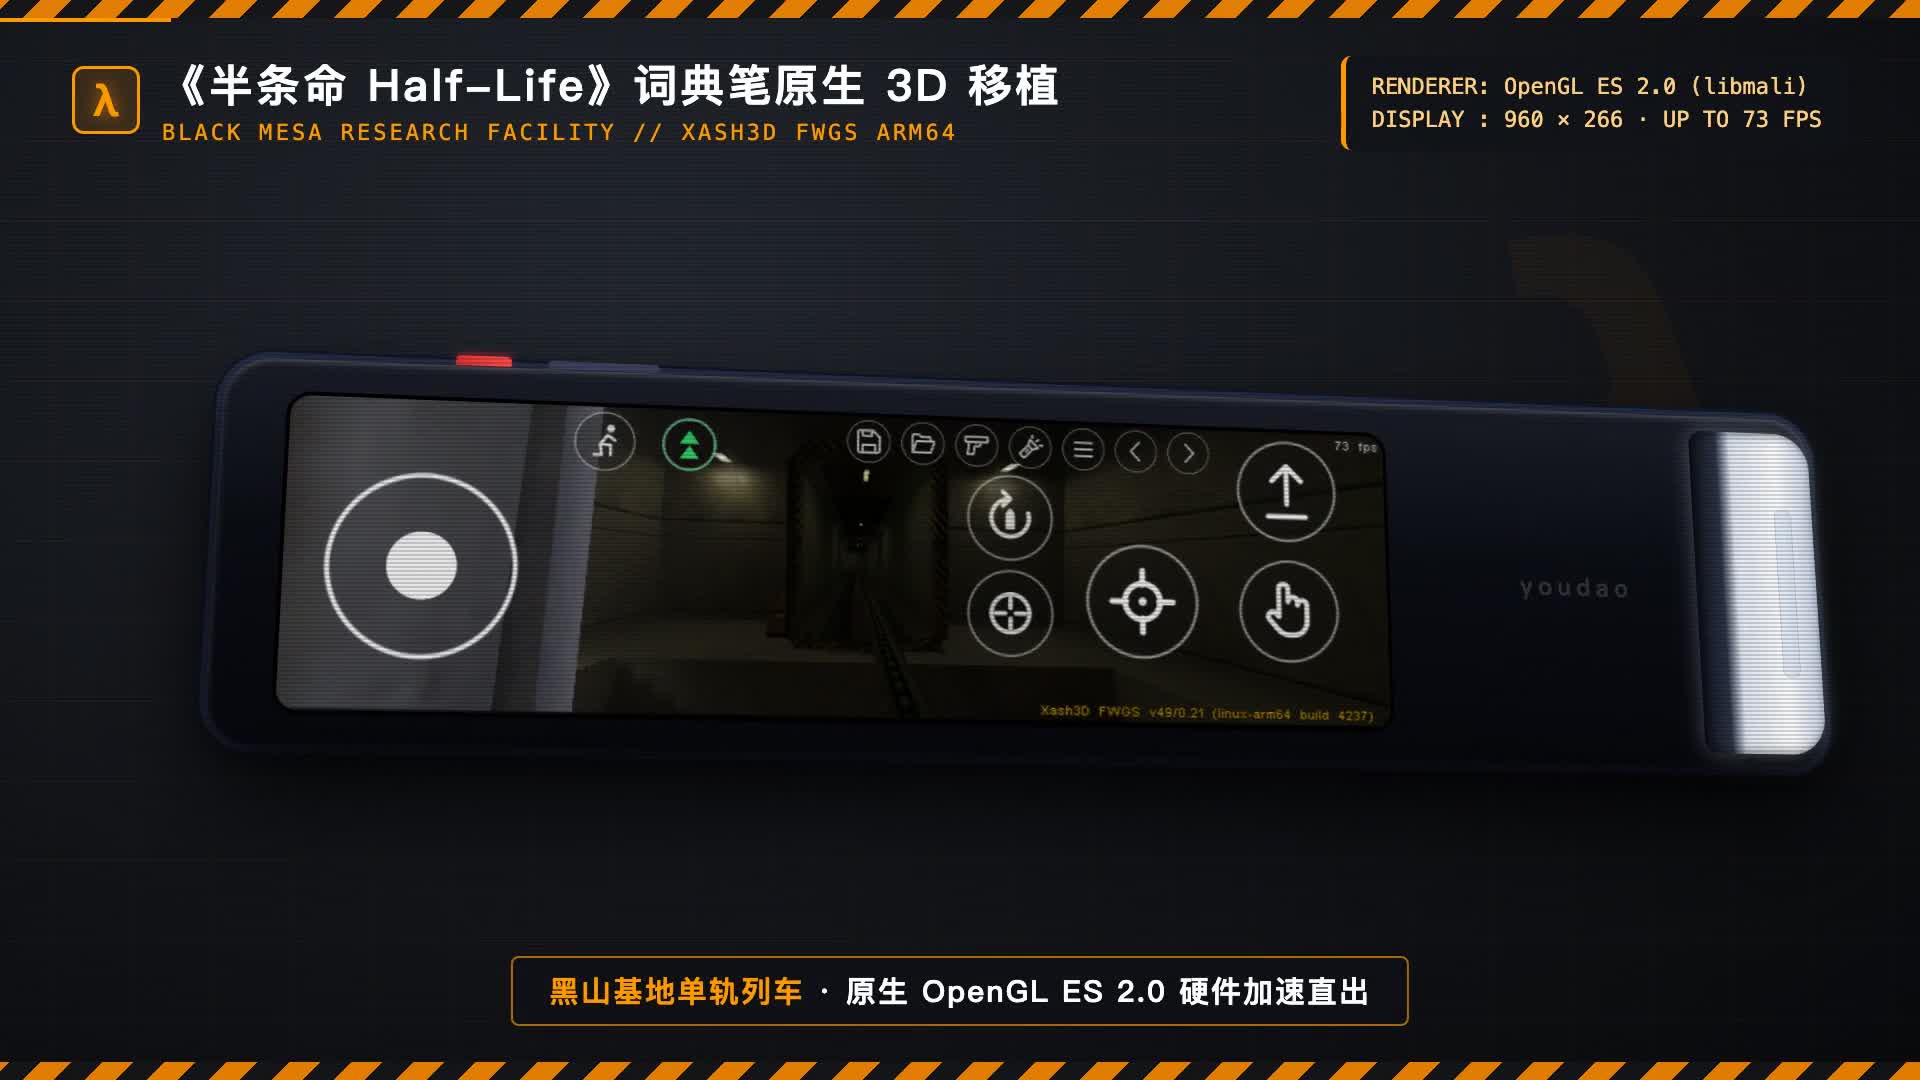 λ
《半条命 Half-Life》词典笔原生 3D 移植
BLACK MESA RESEARCH FACILITY // XASH3D FWGS ARM64
RENDERER: OpenGL ES 2.0 (libmali)
DISPLAY : 960 × 266 · UP TO 73 FPS
73 fps
youdao
Xash3D FWGS v49/0.21 (linux-arm64 build 4237)
黑山基地单轨列车 · 原生 OpenGL ES 2.0 硬件加速直出